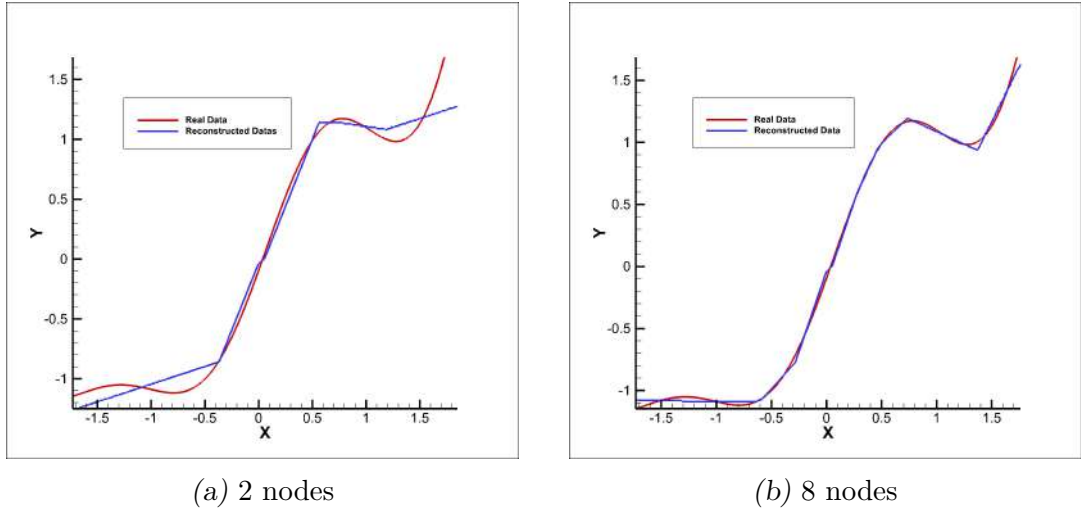 Y
1.5
1
0.5
0
-0.5
-1
Real Data
Reconstructed Datas
-1.5 -1 -0.5 0 0.5 1 1.5
X
(a) 2 nodes
Y
1.5
1
0.5
0
-0.5
-1
Real Data
Reconstructed Data
-1.5 -1 -0.5 0 0.5 1 1.5
X
(b) 8 nodes